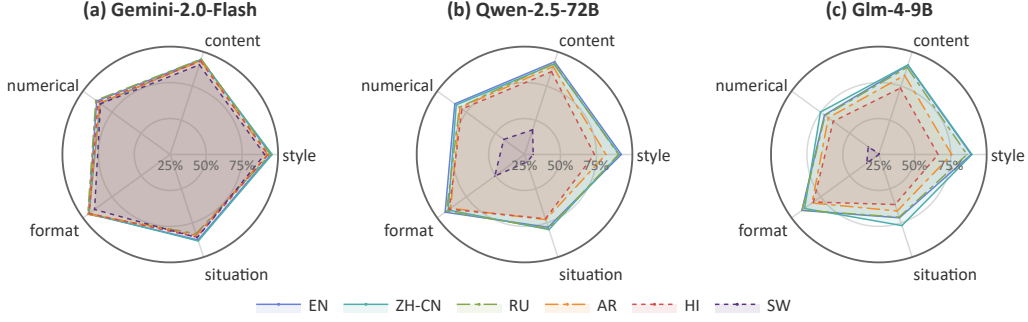 (a) Gemini-2.0-Flash
content
numerical
25% 50% 75%
style
format
situation
(b) Qwen-2.5-72B
content
numerical
25% 50% 75%
style
format
situation
(c) Glm-4-9B
content
numerical
25% 50% 75%
style
format
situation
EN ZH-CN RU AR HI SW